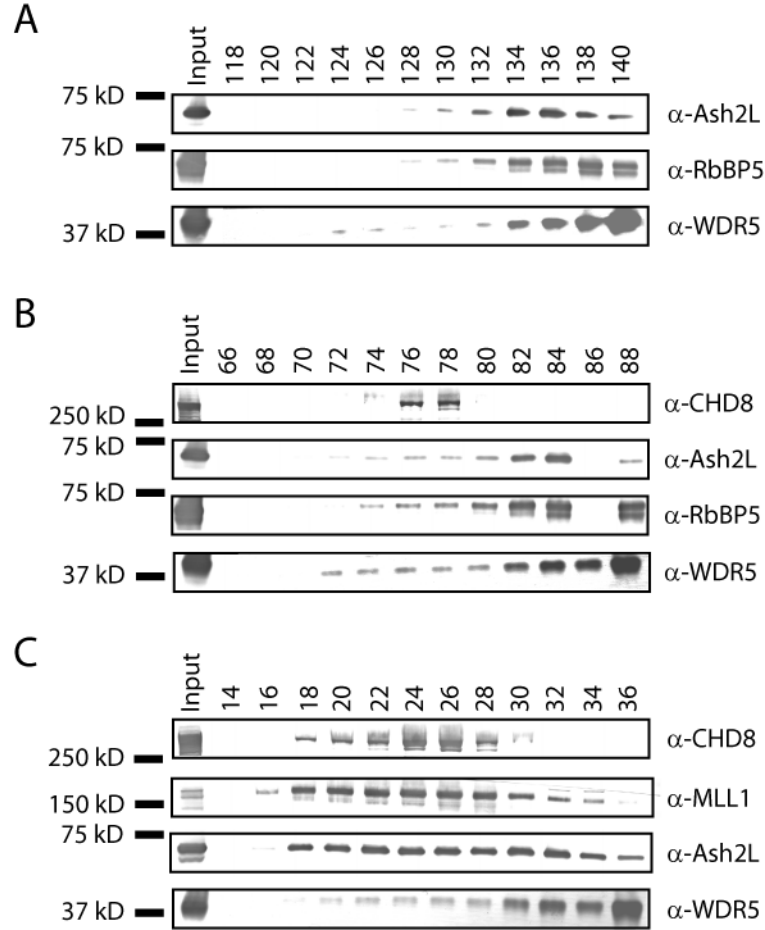 A
Input 118 120 122 124 126 128 130 132 134 136 138 140
75 kD α-Ash2L
75 kD α-RbBP5
37 kD α-WDR5
B
Input 66 68 70 72 74 76 78 80 82 84 86 88
250 kD α-CHD8
75 kD α-Ash2L
75 kD α-RbBP5
37 kD α-WDR5
C
Input 14 16 18 20 22 24 26 28 30 32 34 36
250 kD α-CHD8
150 kD α-MLL1
75 kD α-Ash2L
37 kD α-WDR5